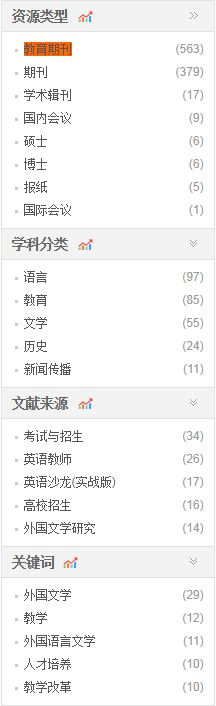 资源类型
教育期刊 (563)
期刊 (379)
学术辑刊 (17)
国内会议 (9)
硕士 (6)
博士 (6)
报纸 (5)
国际会议 (1)
学科分类
语言 (97)
教育 (85)
文学 (55)
历史 (24)
新闻传播 (11)
文献来源
考试与招生 (34)
英语教师 (26)
英语沙龙(实战版) (17)
高校招生 (16)
外国文学研究 (14)
关键词
外国文学 (29)
教学 (12)
外国语言文学 (11)
人才培养 (10)
教学改革 (10)